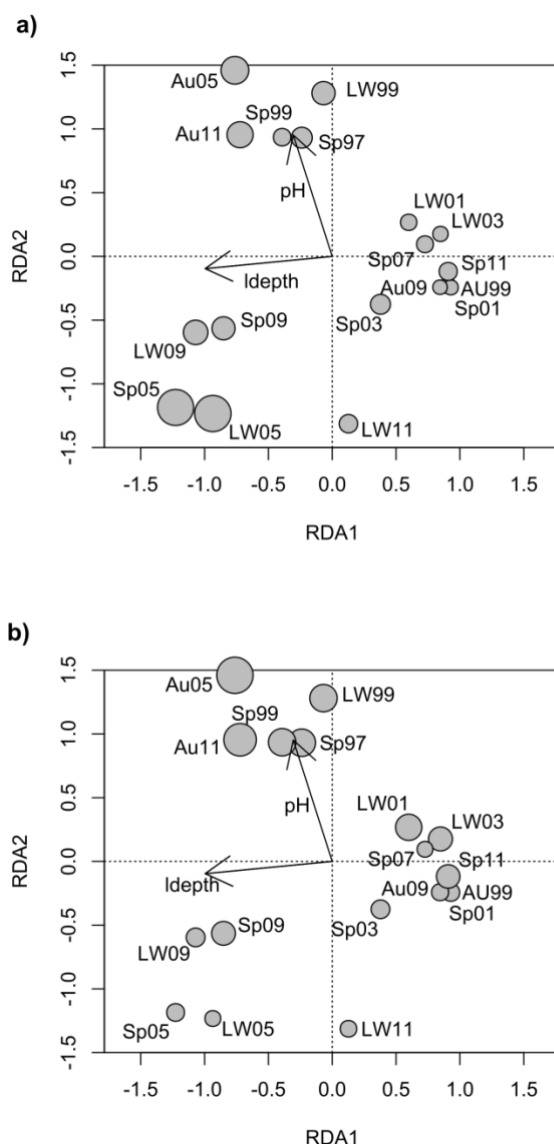 a)
1.5
1.0
0.5
0.0
-0.5
-1.0
-1.5
RDA2
Au05
LW99
Sp99
Au11
Sp97
pH
LW01
LW03
Sp07
Sp11
ldepth
Au09
AU99
Sp01
Sp03
Sp09
LW09
Sp05
LW05
LW11
-1.5 -1.0 -0.5 0.0 0.5 1.0 1.5
RDA1
b)
1.5
1.0
0.5
0.0
-0.5
-1.0
-1.5
RDA2
Au05
LW99
Sp99
Au11
Sp97
pH
LW01
LW03
Sp07
Sp11
ldepth
Au09
AU99
Sp01
Sp03
Sp09
LW09
Sp05
LW05
LW11
-1.5 -1.0 -0.5 0.0 0.5 1.0 1.5
RDA1